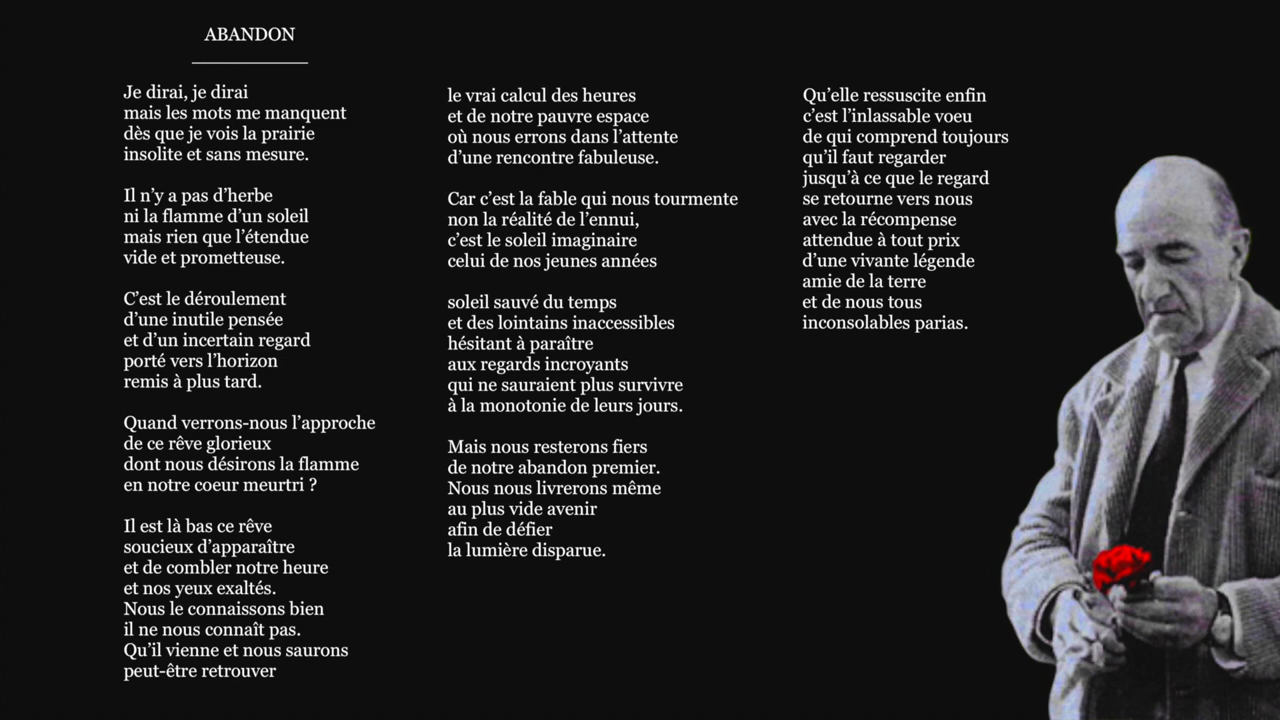 ABANDON
Je dirai, je dirai
mais les mots me manquent
dès que je vois la prairie
insolite et sans mesure.
Il n’y a pas d’herbe
ni la flamme d’un soleil
mais rien que l’étendue
vide et prometteuse.
C’est le déroulement
d’une inutile pensée
et d’un incertain regard
porté vers l’horizon
remis à plus tard.
Quand verrons-nous l’approche
de ce rêve glorieux
dont nous désirons la flamme
en notre coeur meurtri ?
Il est là bas ce rêve
soucieux d’apparaître
et de combler notre heure
et nos yeux exaltés.
Nous le connaissons bien
il ne nous connaît pas.
Qu’il vienne et nous saurons
peut-être retrouver
le vrai calcul des heures
et de notre pauvre espace
où nous errons dans l’attente
d’une rencontre fabuleuse.
Car c’est la fable qui nous tourmente
non la réalité de l’ennui,
c’est le soleil imaginaire
celui de nos jeunes années
soleil sauvé du temps
et des lointains inaccessibles
hésitant à paraître
aux regards incroyants
qui ne sauraient plus survivre
à la monotonie de leurs jours.
Mais nous resterons fiers
de notre abandon premier.
Nous nous livrerons même
au plus vide avenir
afin de défier
la lumière disparue.
Qu’elle ressuscite enfin
c’est l’inlassable voeu
de qui comprend toujours
qu’il faut regarder
jusqu’à ce que le regard
se retourne vers nous
avec la récompense
attendue à tout prix
d’une vivante légende
amie de la terre
et de nous tous
inconsolables parias.